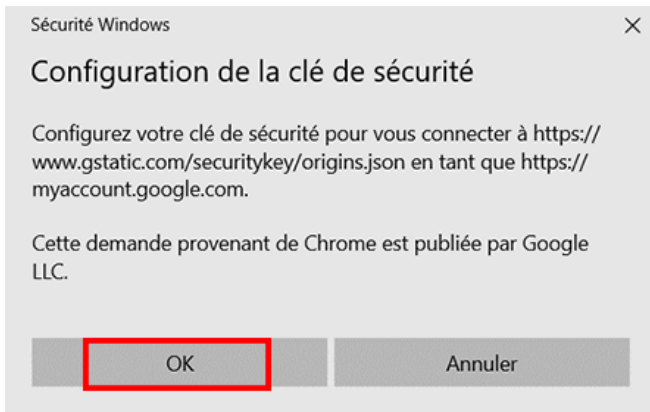 Sécurité Windows
Configuration de la clé de sécurité
Configurez votre clé de sécurité pour vous connecter à https://
www.gstatic.com/securitykey/origins.json en tant que https://
myaccount.google.com.
Cette demande provenant de Chrome est publiée par Google
LLC.
OK
Annuler